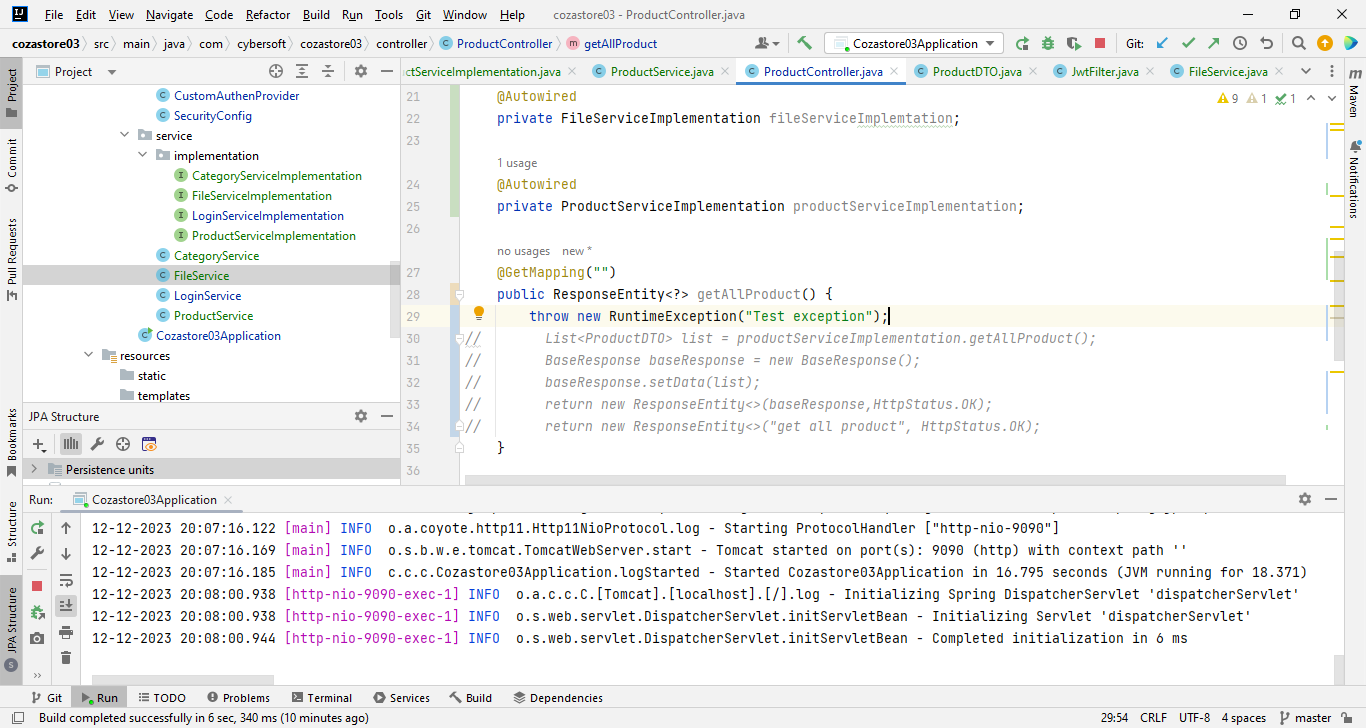 File Edit View Navigate Code Refactor Build Run Tools Git Window Help cozastore03 - ProductController.java
cozastore03 src main java com cybersoft cozastore03 controller ProductController getAllProduct Cozastore03Application Git:
Project
Project
ctServiceImplementation.java ProductService.java ProductController.java ProductDTO.java JwtFilter.java FileService.java
Maven
Notifications
Commit
Pull Requests
Bookmarks
Structure
JPA Structure
CustomAuthenProvider
SecurityConfig
service
implementation
CategoryServiceImplementation
FileServiceImplementation
LoginServiceImplementation
ProductServiceImplementation
CategoryService
FileService
LoginService
ProductService
Cozastore03Application
resources
static
templates
JPA Structure
Persistence units
9 1 1
21 @Autowired
22 private FileServiceImplementation fileServiceImplemtation;
23
1 usage
24 @Autowired
25 private ProductServiceImplementation productServiceImplementation;
26
no usages new *
27 @GetMapping("")
28 public ResponseEntity<?> getAllProduct() {
29 throw new RuntimeException("Test exception");
30 // List<ProductDTO> list = productServiceImplementation.getAllProduct();
31 // BaseResponse baseResponse = new BaseResponse();
32 // baseResponse.setData(list);
33 // return new ResponseEntity<>(baseResponse,HttpStatus.OK);
34 // return new ResponseEntity<>("get all product", HttpStatus.OK);
35 }
36
Run: Cozastore03Application
12-12-2023 20:07:16.122 [main] INFO o.a.coyote.http11.Http11NioProtocol.log - Starting ProtocolHandler ["http-nio-9090"]
12-12-2023 20:07:16.169 [main] INFO o.s.b.w.e.tomcat.TomcatWebServer.start - Tomcat started on port(s): 9090 (http) with context path ''
12-12-2023 20:07:16.185 [main] INFO c.c.c.Cozastore03Application.logStarted - Started Cozastore03Application in 16.795 seconds (JVM running for 18.371)
12-12-2023 20:08:00.938 [http-nio-9090-exec-1] INFO o.a.c.c.C.[Tomcat].[localhost].[/].log - Initializing Spring DispatcherServlet 'dispatcherServlet'
12-12-2023 20:08:00.938 [http-nio-9090-exec-1] INFO o.s.web.servlet.DispatcherServlet.initServletBean - Initializing Servlet 'dispatcherServlet'
12-12-2023 20:08:00.944 [http-nio-9090-exec-1] INFO o.s.web.servlet.DispatcherServlet.initServletBean - Completed initialization in 6 ms
Git Run TODO Problems Terminal Services Build Dependencies
Build completed successfully in 6 sec, 340 ms (10 minutes ago) 29:54 CRLF UTF-8 4 spaces master